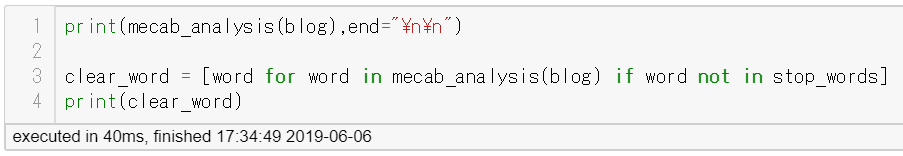 1 print(mecab_analysis(blog),end="¥n¥n")
2
3 clear_word = [word for word in mecab_analysis(blog) if word not in stop_words]
4 print(clear_word)
executed in 40ms, finished 17:34:49 2019-06-06